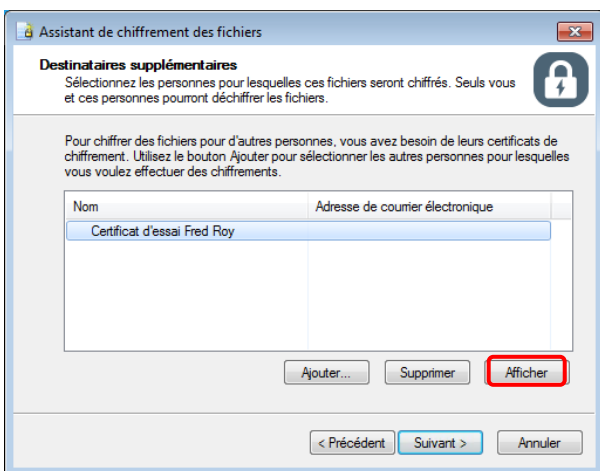 Assistant de chiffrement des fichiers
Destinataires supplémentaires
Sélectionnez les personnes pour lesquelles ces fichiers seront chiffrés. Seuls vous
et ces personnes pourront déchiffrer les fichiers.
Pour chiffrer des fichiers pour d'autres personnes, vous avez besoin de leurs certificats de
chiffrement. Utilisez le bouton Ajouter pour sélectionner les autres personnes pour lesquelles
vous voulez effectuer des chiffrements.
Nom Adresse de courrier électronique
Certificat d'essai Fred Roy
Ajouter... Supprimer Afficher
< Précédent Suivant > Annuler